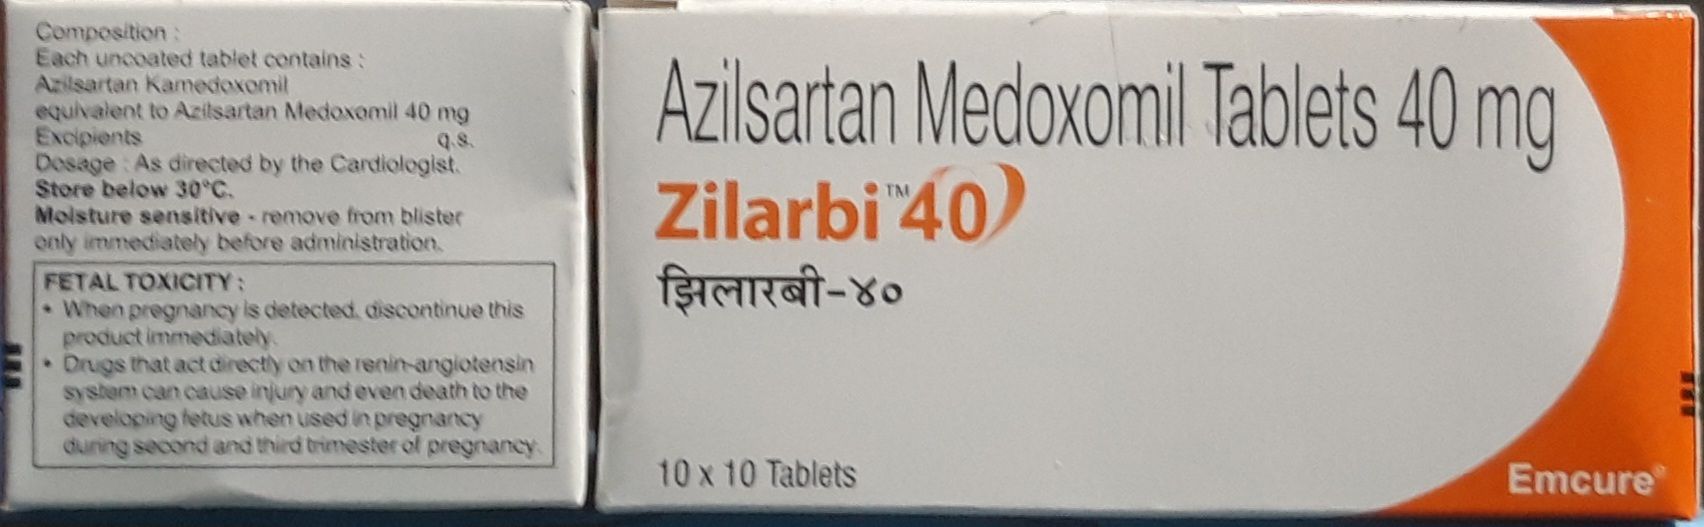 Composition :
Each uncoated tablet contains :
Azilsartan Kamedoxomil
equivalent to Azilsartan Medoxomil 40 mg
Excipients q.s.
Dosage : As directed by the Cardiologist.
Store below 30°C.
Moisture sensitive - remove from blister
only immediately before administration.
FETAL TOXICITY :
• When pregnancy is detected, discontinue this
product immediately.
• Drugs that act directly on the renin-angiotensin
system can cause injury and even death to the
developing fetus when used in pregnancy
during second and third trimester of pregnancy.
Azilsartan Medoxomil Tablets 40 mg
Zilarbi™ 40
झिलारबी-४०
10 x 10 Tablets
Emcure®